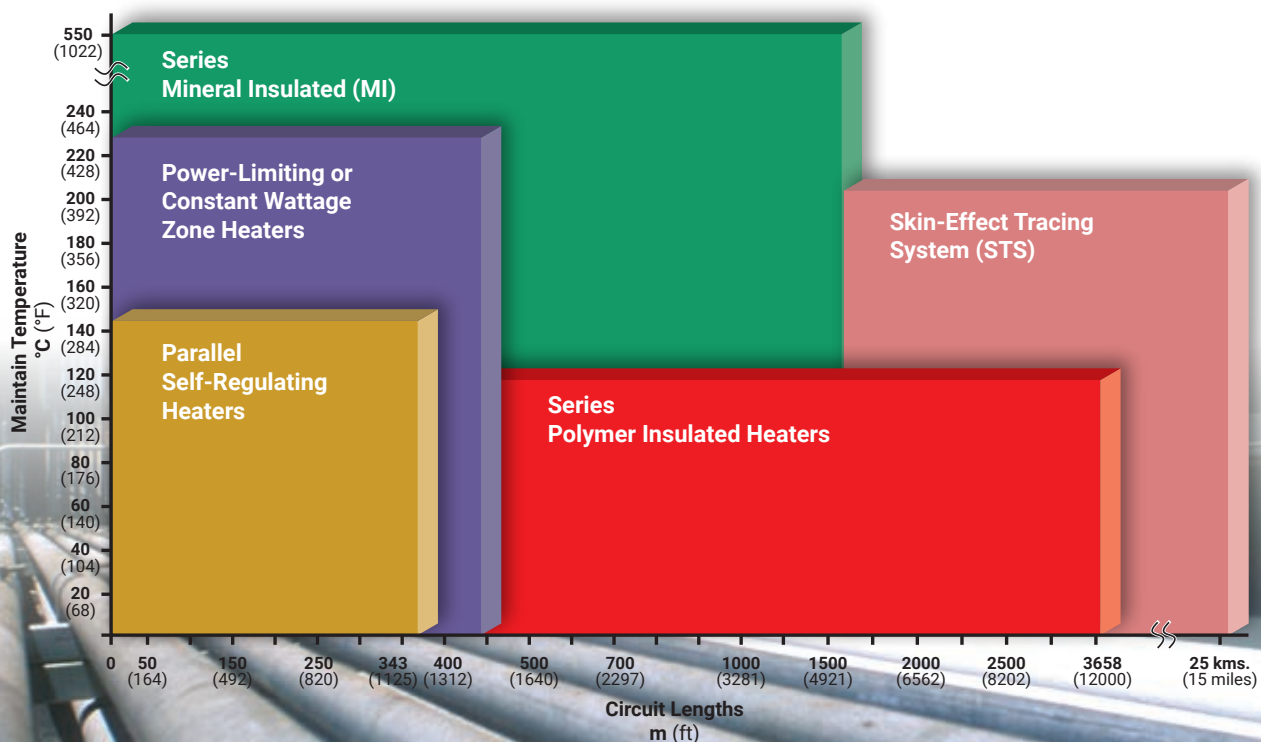 550
(1022)
240
(464)
220
(428)
200
(392)
180
(356)
160
(320)
140
(284)
120
(248)
100
(212)
80
(176)
60
(140)
40
(104)
20
(68)
Maintain Temperature
°C (°F)
Series
Mineral Insulated (MI)
Power-Limiting or
Constant Wattage
Zone Heaters
Skin-Effect Tracing
System (STS)
Parallel
Self-Regulating
Heaters
Series
Polymer Insulated Heaters
0 50 150 250 343 400 500 700 1000 1500 2000 2500 3658 25 kms.
(164) (492) (820) (1125) (1312) (1640) (2297) (3281) (4921) (6562) (8202) (12000) (15 miles)
Circuit Lengths
m (ft)